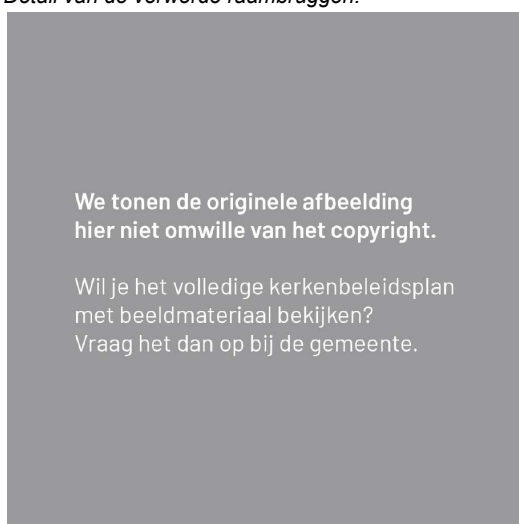 Detail van de verweerde raambruggen.
We tonen de originele afbeelding
hier niet omwille van het copyright.
Wil je het volledige kerkenbeleidsplan
met beeldmateriaal bekijken?
Vraag het dan op bij de gemeente.